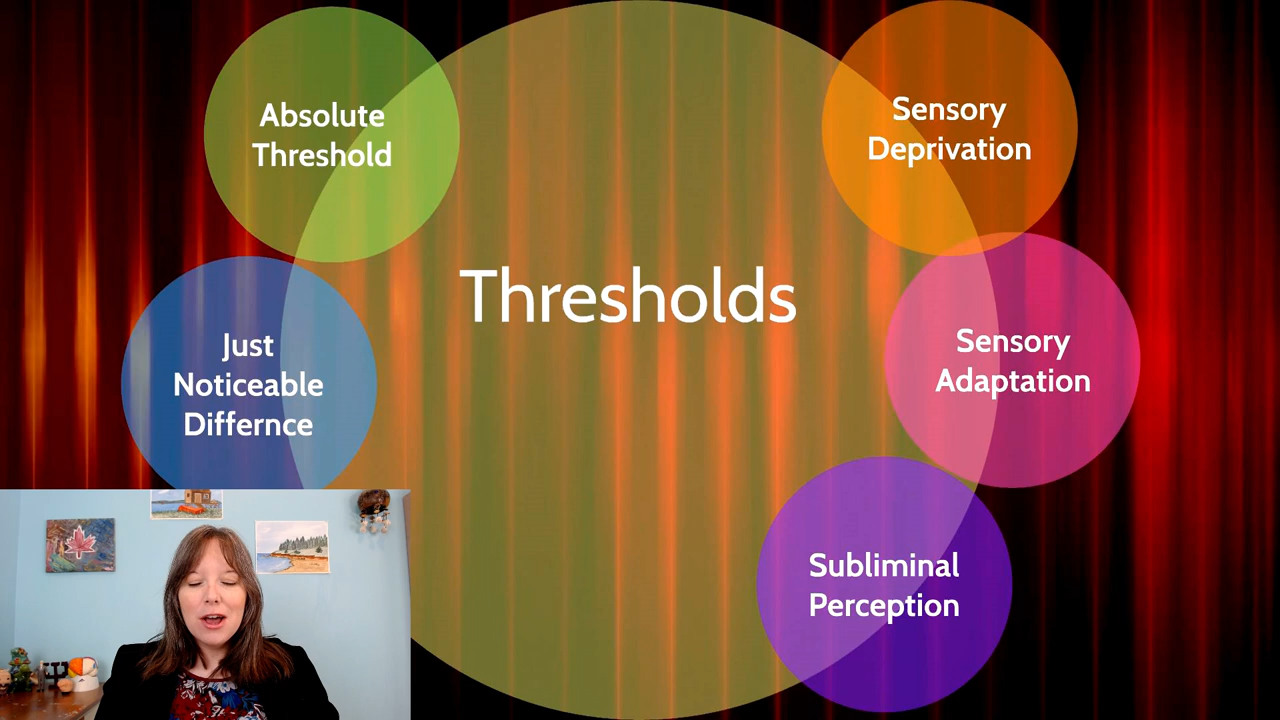 Absolute
Threshold
Sensory
Deprivation
Thresholds
Just
Noticeable
Differnce
Sensory
Adaptation
Subliminal
Perception